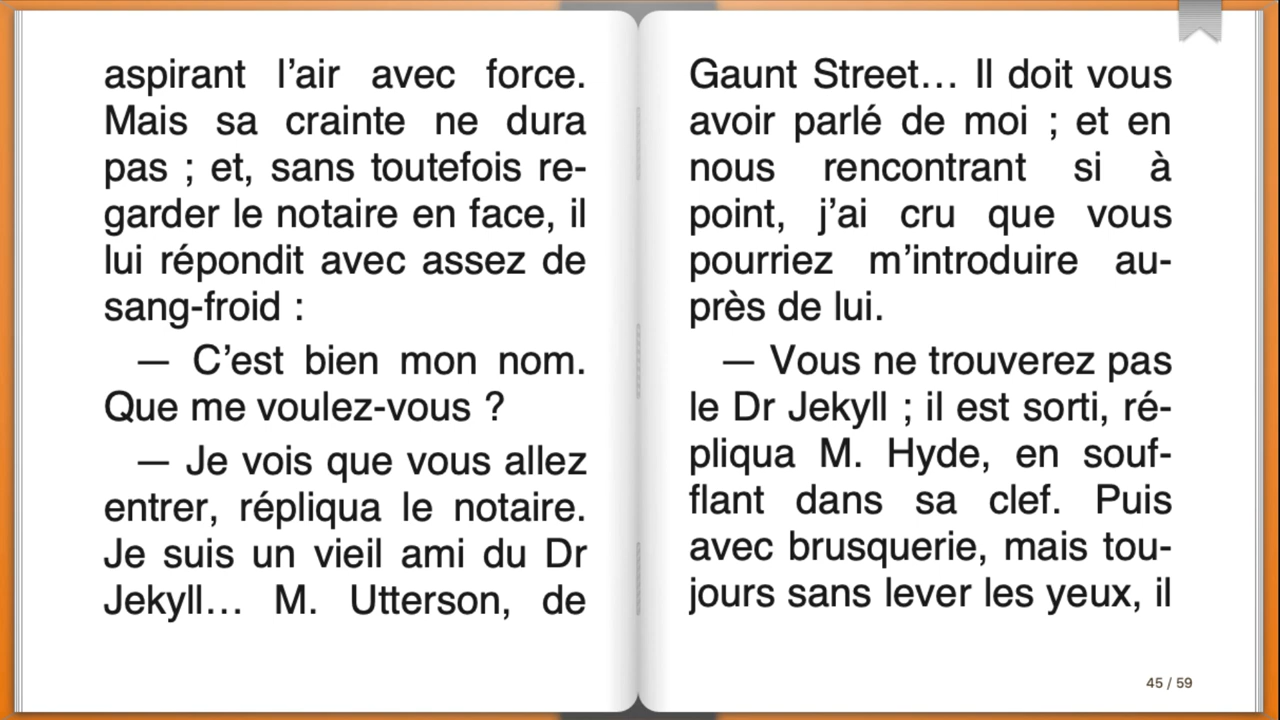 aspirant l’air avec force.
Mais sa crainte ne dura
pas ; et, sans toutefois re-
garder le notaire en face, il
lui répondit avec assez de
sang-froid :
— C’est bien mon nom.
Que me voulez-vous ?
— Je vois que vous allez
entrer, répliqua le notaire.
Je suis un vieil ami du Dr
Jekyll… M. Utterson, de
Gaunt Street… Il doit vous
avoir parlé de moi ; et en
nous rencontrant si à
point, j’ai cru que vous
pourriez m’introduire au-
près de lui.
— Vous ne trouverez pas
le Dr Jekyll ; il est sorti, ré-
pliqua M. Hyde, en souf-
flant dans sa clef. Puis
avec brusquerie, mais tou-
jours sans lever les yeux, il
45 / 59